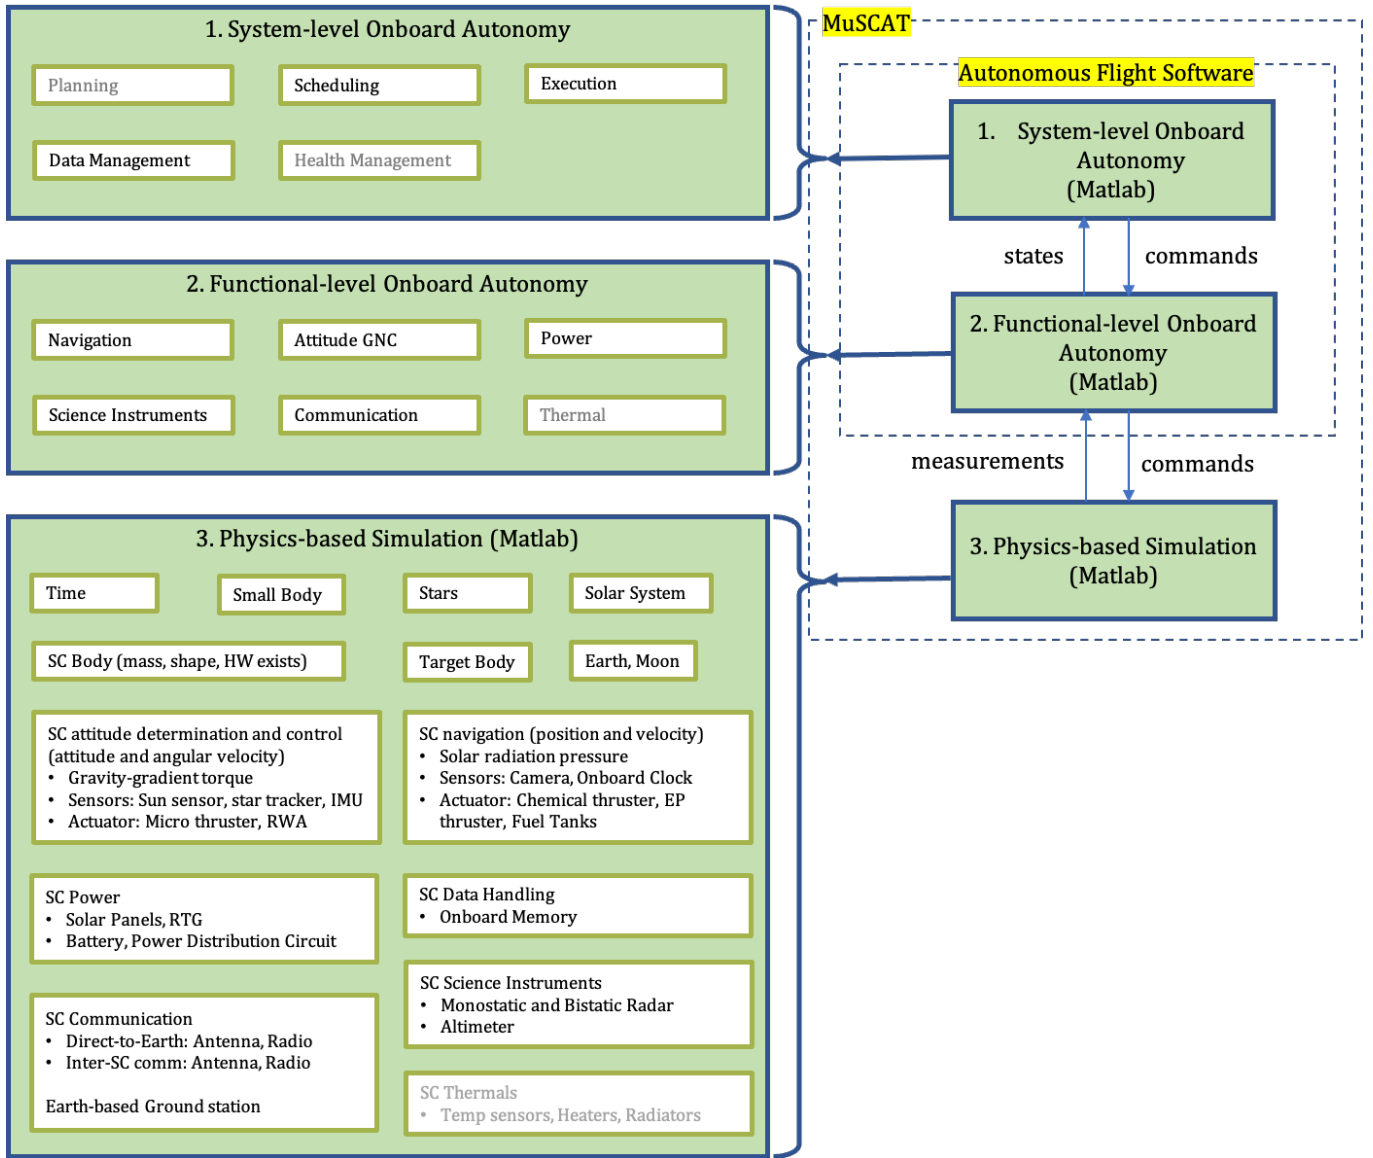 1. System-level Onboard Autonomy
Planning
Scheduling
Execution
Data Management
Health Management
2. Functional-level Onboard Autonomy
Navigation
Attitude GNC
Power
Science Instruments
Communication
Thermal
3. Physics-based Simulation (Matlab)
Time
Small Body
Stars
Solar System
SC Body (mass, shape, HW exists)
Target Body
Earth, Moon
SC attitude determination and control
(attitude and angular velocity)
• Gravity-gradient torque
• Sensors: Sun sensor, star tracker, IMU
• Actuator: Micro thruster, RWA
SC navigation (position and velocity)
• Solar radiation pressure
• Sensors: Camera, Onboard Clock
• Actuator: Chemical thruster, EP
thruster, Fuel Tanks
SC Power
• Solar Panels, RTG
• Battery, Power Distribution Circuit
SC Data Handling
• Onboard Memory
SC Science Instruments
• Monostatic and Bistatic Radar
• Altimeter
SC Communication
• Direct-to-Earth: Antenna, Radio
• Inter-SC comm: Antenna, Radio
Earth-based Ground station
SC Thermals
• Temp sensors, Heaters, Radiators
MuSCAT
Autonomous Flight Software
1. System-level Onboard
Autonomy
(Matlab)
states
commands
2. Functional-level Onboard
Autonomy
(Matlab)
measurements
commands
3. Physics-based Simulation
(Matlab)